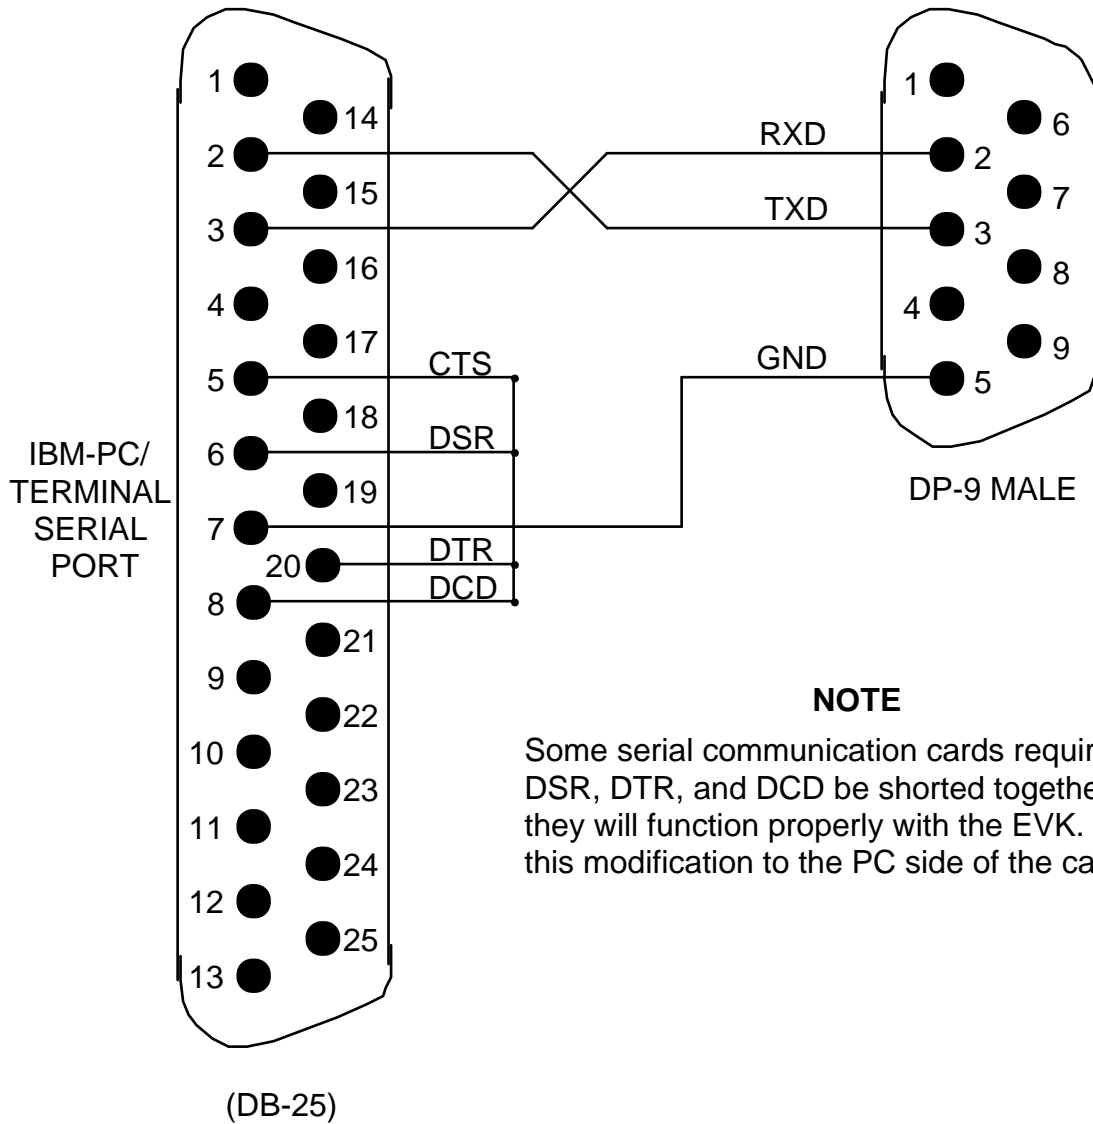 1
14
2
15
3
16
4
17
5
18
6
19
7
20
8
21
9
22
10
23
11
24
12
25
13
IBM-PC/
TERMINAL
SERIAL
PORT
(DB-25)
RXD
TXD
CTS
DSR
GND
DTR
DCD
1
6
2
7
3
8
4
9
5
DP-9 MALE
NOTE
Some serial communication cards
DSR, DTR, and DCD be shorted
they will function properly with the EVK.
this modification to the PC side of the